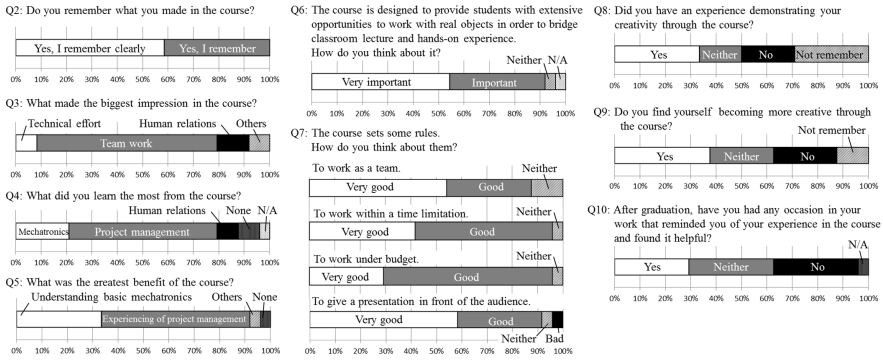 Q2: Do you remember what you made in the course?
Yes, I remember clearly Yes, I remember
0% 10% 20% 30% 40% 50% 60% 70% 80% 90% 100%
Q3: What made the biggest impression in the course?
Technical effort Human relations Others
Team work
0% 10% 20% 30% 40% 50% 60% 70% 80% 90% 100%
Q4: What did you learn the most from the course?
Human relations None N/A
Mechatronics Project management
0% 10% 20% 30% 40% 50% 60% 70% 80% 90% 100%
Q5: What was the greatest benefit of the course?
Understanding basic mechatronics Others None
Experiencing of project management
0% 10% 20% 30% 40% 50% 60% 70% 80% 90% 100%
Q6: The course is designed to provide students with extensive
opportunities to work with real objects in order to bridge
classroom lecture and hands-on experience.
How do you think about it?
Neither N/A
Very important Important
0% 10% 20% 30% 40% 50% 60% 70% 80% 90% 100%
Q7: The course sets some rules.
How do you think about them?
To work as a team.
Neither
Very good Good
To work within a time limitation.
Neither
Very good Good
To work under budget.
Neither
Very good Good
To give a presentation in front of the audience.
Very good Good
Neither Bad
0% 10% 20% 30% 40% 50% 60% 70% 80% 90% 100%
Q8: Did you have an experience demonstrating your
creativity through the course?
Yes Neither No Not remember
0% 10% 20% 30% 40% 50% 60% 70% 80% 90% 100%
Q9: Do you find yourself becoming more creative through
the course?
Not remember
Yes Neither No
0% 10% 20% 30% 40% 50% 60% 70% 80% 90% 100%
Q10: After graduation, have you had any occasion in your
work that reminded you of your experience in the course
and found it helpful?
N/A
Yes Neither No
0% 10% 20% 30% 40% 50% 60% 70% 80% 90% 100%